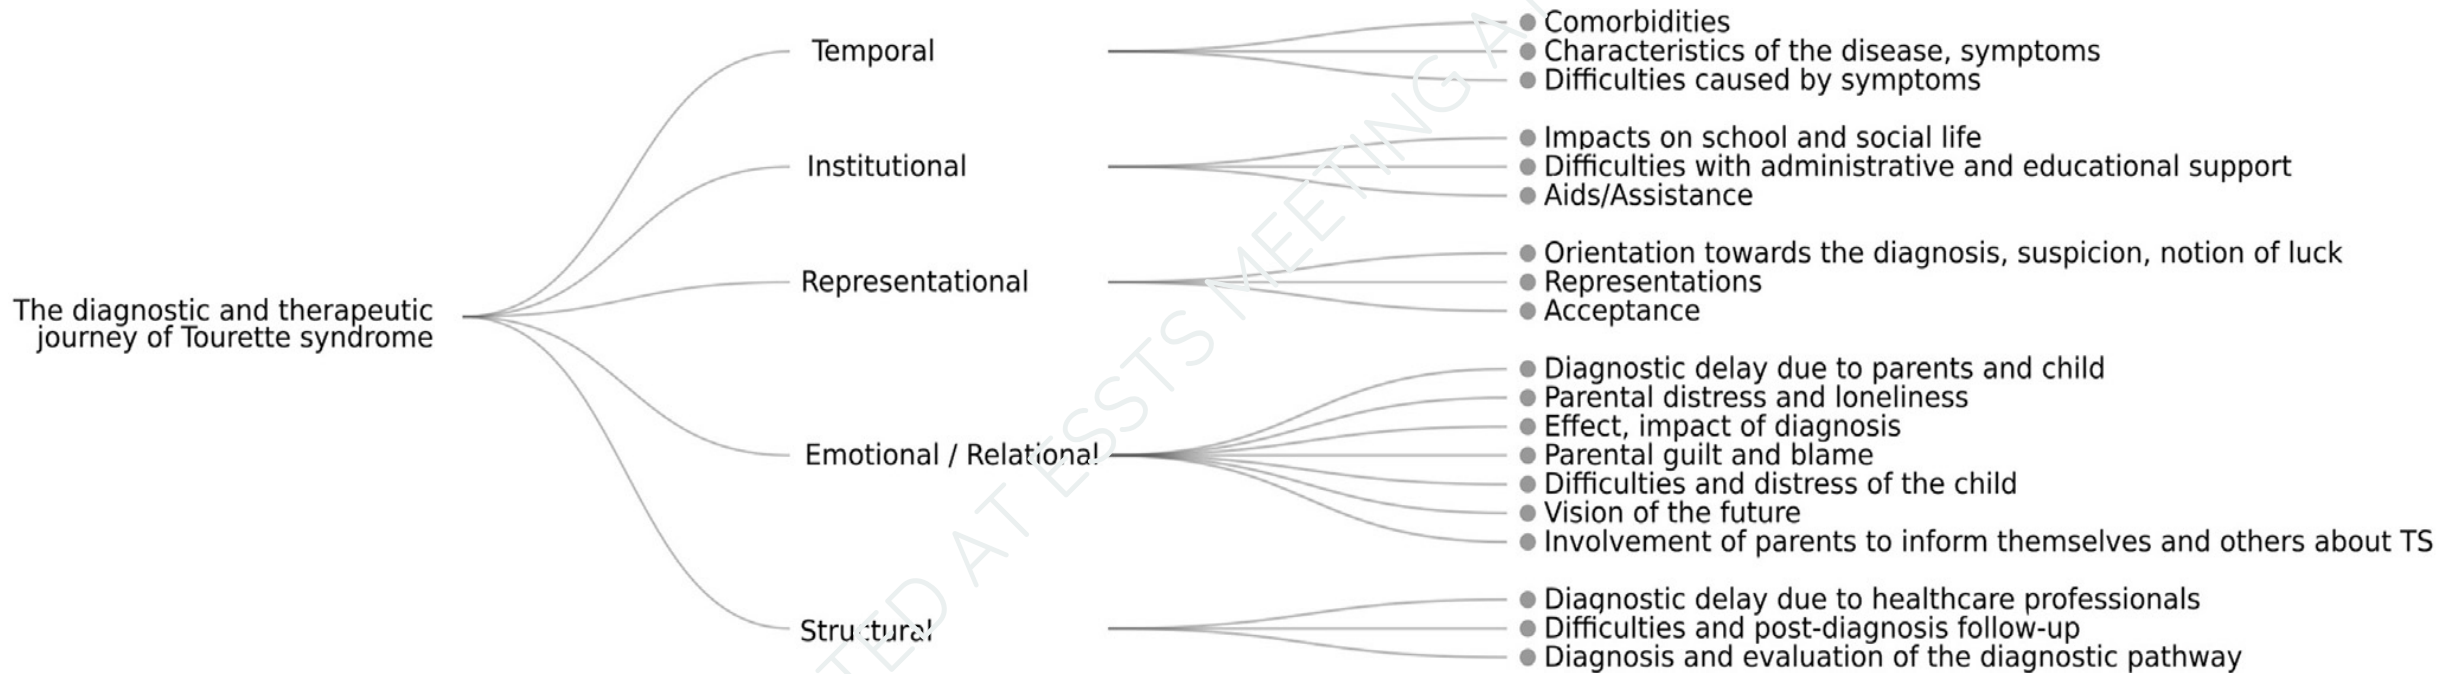 The diagnostic and therapeutic
journey of Tourette syndrome
Temporal
Comorbidities
Characteristics of the disease, symptoms
Difficulties caused by symptoms
Institutional
Impacts on school and social life
Difficulties with administrative and educational support
Aids/Assistance
Representational
Orientation towards the diagnosis, suspicion, notion of luck
Representations
Acceptance
Emotional / Relational
Diagnostic delay due to parents and child
Parental distress and loneliness
Effect, impact of diagnosis
Parental guilt and blame
Difficulties and distress of the child
Vision of the future
Involvement of parents to inform themselves and others about TS
Structural
Diagnostic delay due to healthcare professionals
Difficulties and post-diagnosis follow-up
Diagnosis and evaluation of the diagnostic pathway
TED AT ESSTS MEETING A